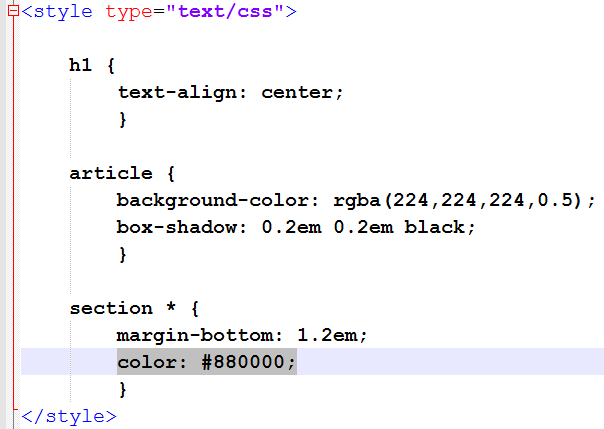 <style type="text/css">
h1 {
text-align: center;
}
article {
background-color: rgba(224,224,224,0.5);
box-shadow: 0.2em 0.2em black;
}
section * {
margin-bottom: 1.2em;
color: #880000;
}
</style>